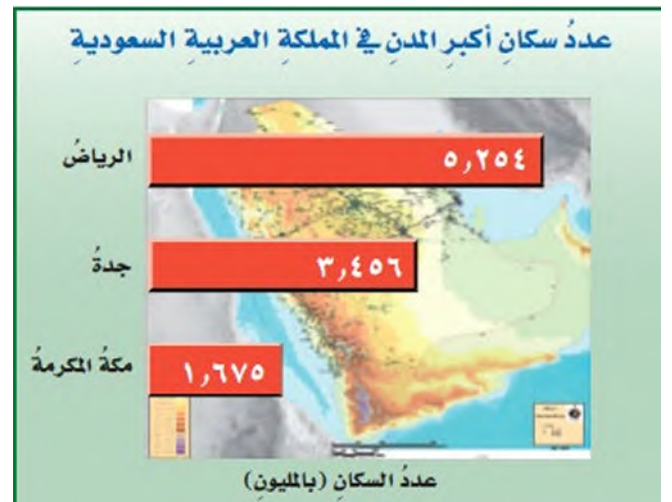 عددُ سكانِ أكبرِ المدنِ في المملكةِ العربيةِ السعوديةِ
الرياضُ ٥٫٢٥٤
جدةُ ٣٫٤٥٦
مكةُ المكرمةُ ١٫٦٧٥
عددُ السكانِ (بالمليونِ)